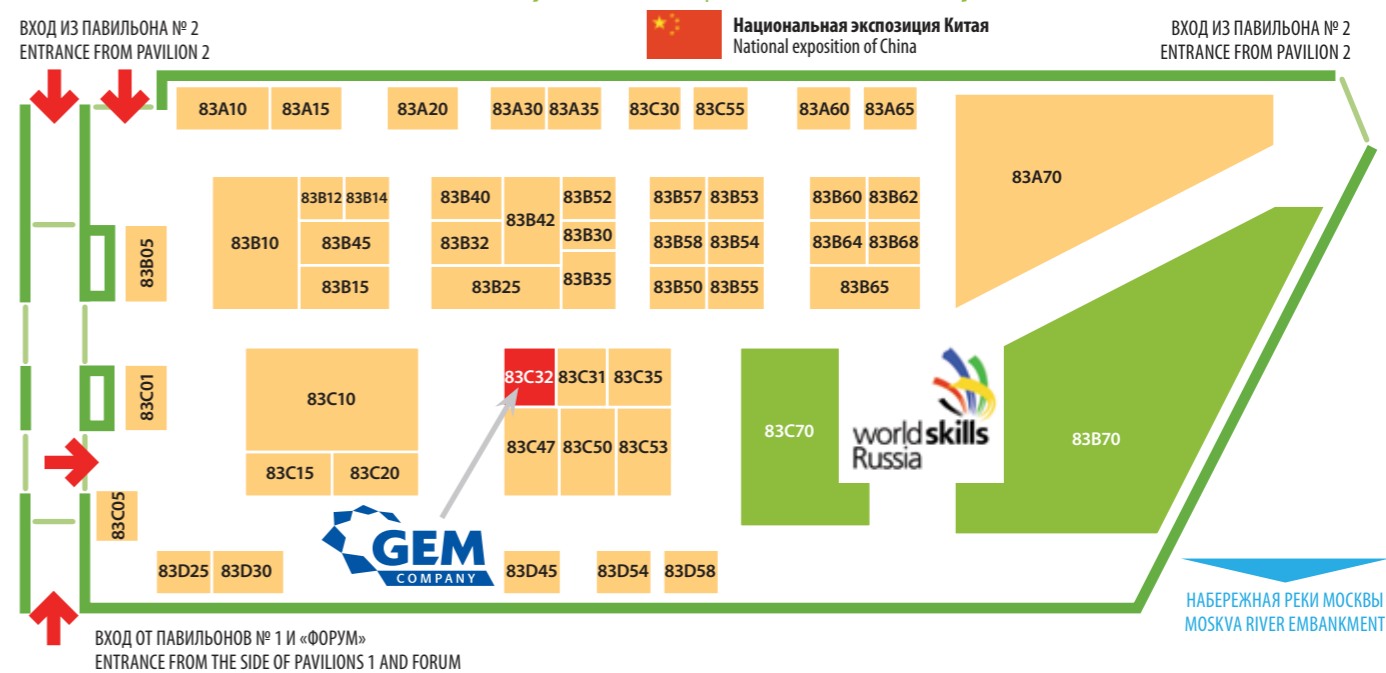 ВХОД ИЗ ПАВИЛЬОНА № 2
ENTRANCE FROM PAVILION 2
Национальная экспозиция Китая
National exposition of China
ВХОД ИЗ ПАВИЛЬОНА № 2
ENTRANCE FROM PAVILION 2
83A10 83A15 83A20 83A30 83A35 83C30 83C55 83A60 83A65
83A70
83B12 83B14 83B40 83B52 83B57 83B53 83B60 83B62
83B42
83B05 83B10 83B45 83B32 83B30 83B58 83B54 83B64 83B68
83B15 83B25 83B35 83B50 83B55 83B65
83C32 83C31 83C35
83C01 83C10
83C70 worldskills 83B70
Russia
83C47 83C50 83C53
83C15 83C20
83C05
GEM
COMPANY
83D25 83D30 83D45 83D54 83D58
НАБЕРЕЖНАЯ РЕКИ МОСКВЫ
MOSKVA RIVER EMBANKMENT
ВХОД ОТ ПАВИЛЬОНОВ № 1 И «ФОРУМ»
ENTRANCE FROM THE SIDE OF PAVILIONS 1 AND FORUM